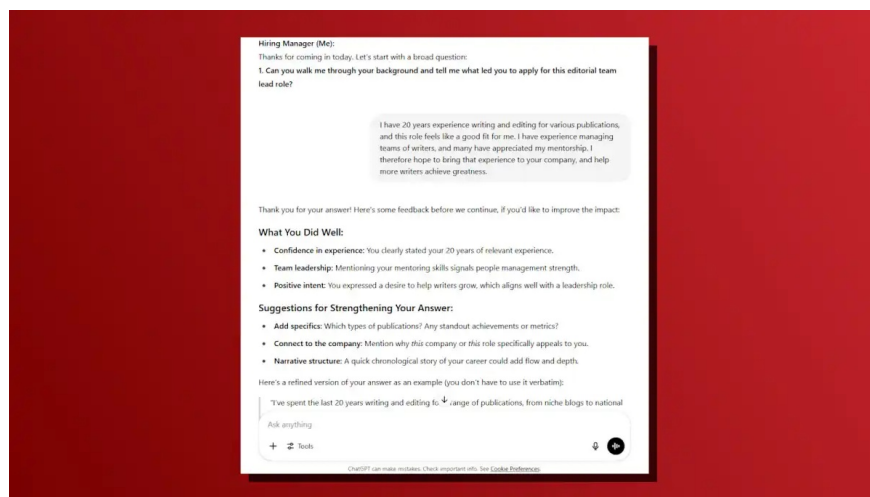 Hiring Manager (Me):
Thanks for coming in today. Let's start with a broad question:
1. Can you walk me through your background and tell me what led you to apply for this editorial team
lead role?
I have 20 years experience writing and editing for various publications,
and this role feels like a good fit for me. I have experience managing
teams of writers, and many have appreciated my mentorship. I
therefore hope to bring that experience to your company, and help
more writers achieve greatness.
Thank you for your answer! Here's some feedback before we continue, if you'd like to improve the impact:
What You Did Well:
• Confidence in experience: You clearly stated your 20 years of relevant experience.
• Team leadership: Mentioning your mentoring skills signals people management strength.
• Positive intent: You expressed a desire to help writers grow, which aligns well with a leadership role.
Suggestions for Strengthening Your Answer:
• Add specifics: Which types of publications? Any standout achievements or metrics?
• Connect to the company: Mention why this company or this role specifically appeals to you.
• Narrative structure: A quick chronological story of your career could add flow and depth.
Here's a refined version of your answer as an example (you don't have to use it verbatim):
"I've spent the last 20 years writing and editing range of publications, from niche blogs to national
Ask anything
Tools
ChatGPT can make mistakes. Check important info. See Cookie Preferences.